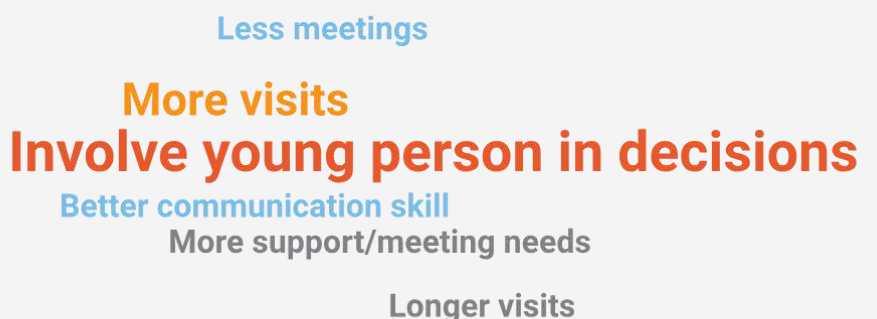 Less meetings
More visits
Involve young person in decisions
Better communication skill
More support/meeting needs
Longer visits